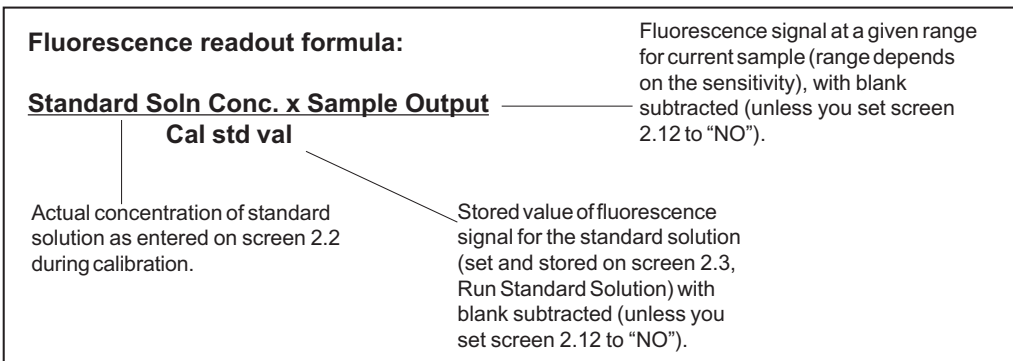 Fluorescence readout formula:
Standard Soln Conc. x Sample Output
Cal std val
Fluorescence signal at a given range
for current sample (range depends
on the sensitivity), with blank
subtracted (unless you set screen
2.12 to “NO”).
Actual concentration of standard
solution as entered on screen 2.2
during calibration.
Stored value of fluorescence
signal for the standard solution
(set and stored on screen 2.3,
Run Standard Solution) with
blank subtracted (unless you
set screen 2.12 to “NO”).